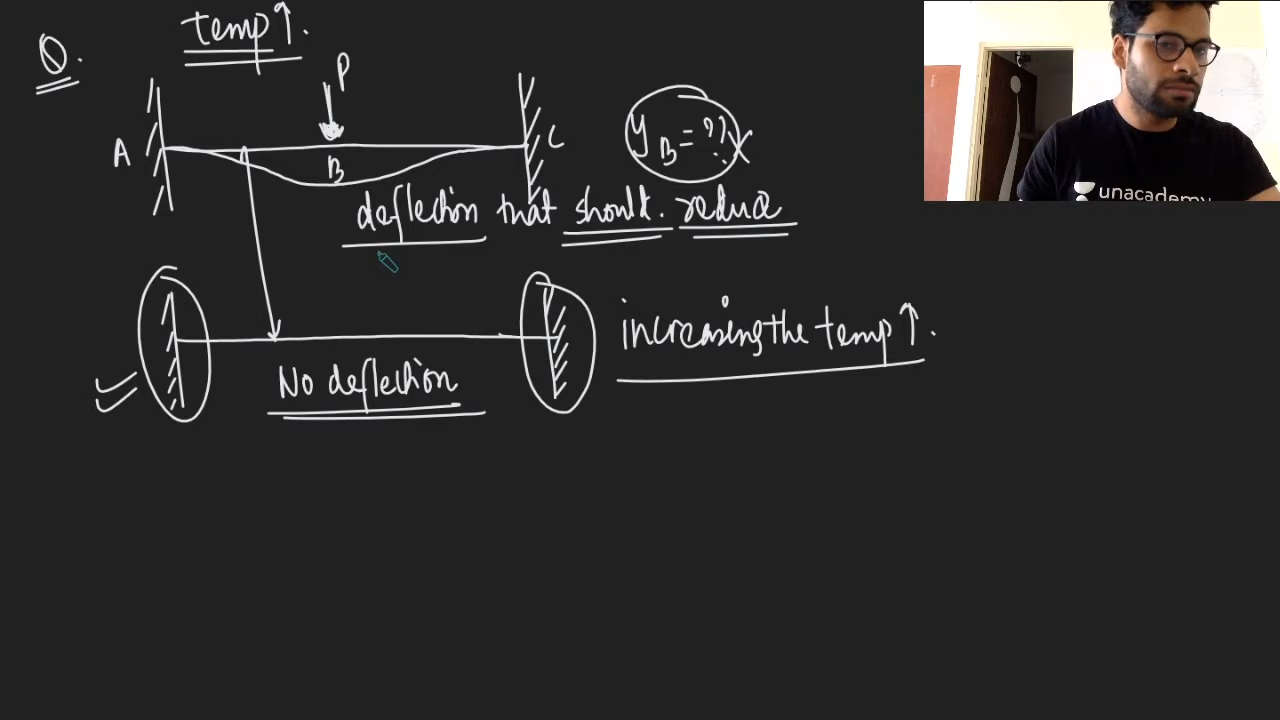 Q.
temp↑.
P
A
B
C
y_B = ??
deflection that should. reduce
increasing the temp↑.
No deflection
unacademy